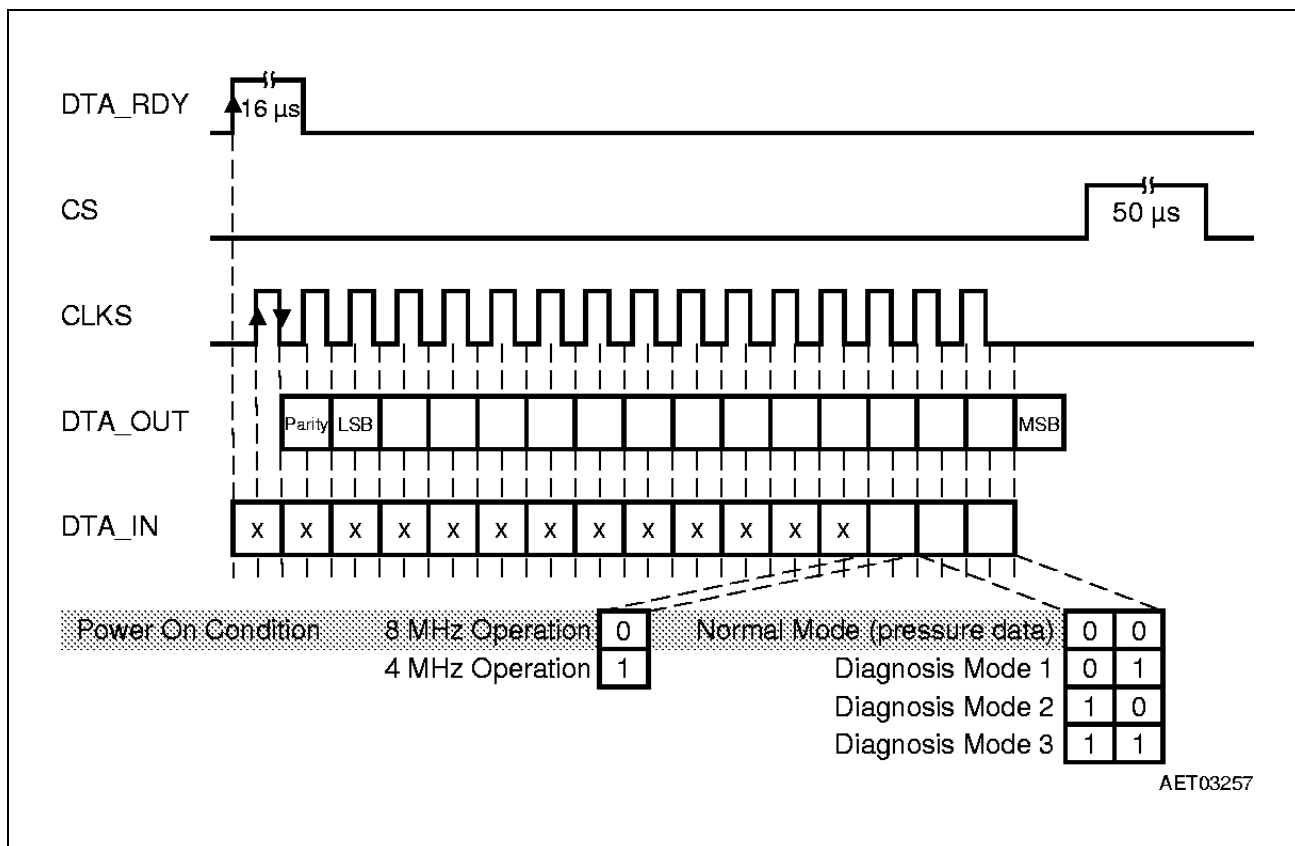 DTA_RDY
16 µs
CS
50 µs
CLKS
DTA_OUT
Parity LSB MSB
DTA_IN
x x x x x x x x x x x x x
Power On Condition 8 MHz Operation 0 Normal Mode (pressure data) 0 0
4 MHz Operation 1 Diagnosis Mode 1 0 1
Diagnosis Mode 2 1 0
Diagnosis Mode 3 1 1
AET03257